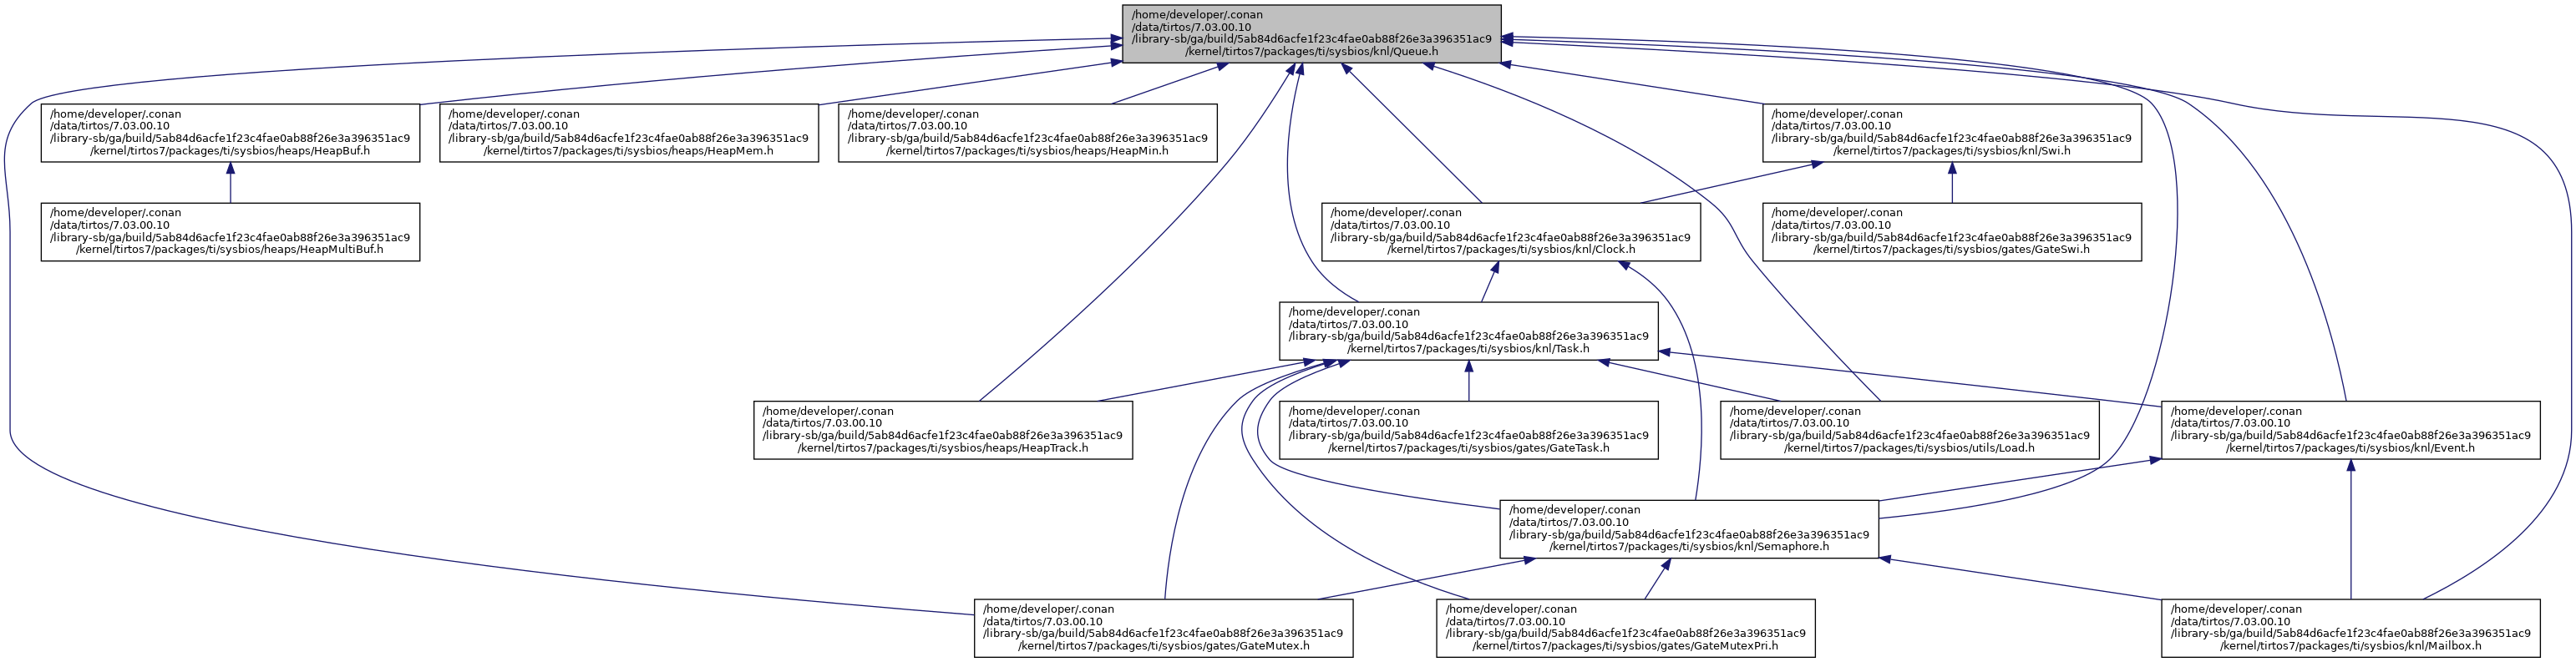 /home/developer/.conan
/data/tirtos/7.03.00.10
/library-sb/ga/build/5ab84d6acfe1f23c4fae0ab88f26e3a396351ac9
/kernel/tirtos7/packages/ti/sysbios/knl/Queue.h
/home/developer/.conan
/data/tirtos/7.03.00.10
/library-sb/ga/build/5ab84d6acfe1f23c4fae0ab88f26e3a396351ac9
/kernel/tirtos7/packages/ti/sysbios/heaps/HeapBuf.h
/home/developer/.conan
/data/tirtos/7.03.00.10
/library-sb/ga/build/5ab84d6acfe1f23c4fae0ab88f26e3a396351ac9
/kernel/tirtos7/packages/ti/sysbios/heaps/HeapMem.h
/home/developer/.conan
/data/tirtos/7.03.00.10
/library-sb/ga/build/5ab84d6acfe1f23c4fae0ab88f26e3a396351ac9
/kernel/tirtos7/packages/ti/sysbios/heaps/HeapMin.h
/home/developer/.conan
/data/tirtos/7.03.00.10
/library-sb/ga/build/5ab84d6acfe1f23c4fae0ab88f26e3a396351ac9
/kernel/tirtos7/packages/ti/sysbios/knl/Swi.h
/home/developer/.conan
/data/tirtos/7.03.00.10
/library-sb/ga/build/5ab84d6acfe1f23c4fae0ab88f26e3a396351ac9
/kernel/tirtos7/packages/ti/sysbios/heaps/HeapMultiBuf.h
/home/developer/.conan
/data/tirtos/7.03.00.10
/library-sb/ga/build/5ab84d6acfe1f23c4fae0ab88f26e3a396351ac9
/kernel/tirtos7/packages/ti/sysbios/knl/Clock.h
/home/developer/.conan
/data/tirtos/7.03.00.10
/library-sb/ga/build/5ab84d6acfe1f23c4fae0ab88f26e3a396351ac9
/kernel/tirtos7/packages/ti/sysbios/gates/GateSwi.h
/home/developer/.conan
/data/tirtos/7.03.00.10
/library-sb/ga/build/5ab84d6acfe1f23c4fae0ab88f26e3a396351ac9
/kernel/tirtos7/packages/ti/sysbios/knl/Task.h
/home/developer/.conan
/data/tirtos/7.03.00.10
/library-sb/ga/build/5ab84d6acfe1f23c4fae0ab88f26e3a396351ac9
/kernel/tirtos7/packages/ti/sysbios/heaps/HeapTrack.h
/home/developer/.conan
/data/tirtos/7.03.00.10
/library-sb/ga/build/5ab84d6acfe1f23c4fae0ab88f26e3a396351ac9
/kernel/tirtos7/packages/ti/sysbios/gates/GateTask.h
/home/developer/.conan
/data/tirtos/7.03.00.10
/library-sb/ga/build/5ab84d6acfe1f23c4fae0ab88f26e3a396351ac9
/kernel/tirtos7/packages/ti/sysbios/utils/Load.h
/home/developer/.conan
/data/tirtos/7.03.00.10
/library-sb/ga/build/5ab84d6acfe1f23c4fae0ab88f26e3a396351ac9
/kernel/tirtos7/packages/ti/sysbios/knl/Event.h
/home/developer/.conan
/data/tirtos/7.03.00.10
/library-sb/ga/build/5ab84d6acfe1f23c4fae0ab88f26e3a396351ac9
/kernel/tirtos7/packages/ti/sysbios/knl/Semaphore.h
/home/developer/.conan
/data/tirtos/7.03.00.10
/library-sb/ga/build/5ab84d6acfe1f23c4fae0ab88f26e3a396351ac9
/kernel/tirtos7/packages/ti/sysbios/gates/GateMutex.h
/home/developer/.conan
/data/tirtos/7.03.00.10
/library-sb/ga/build/5ab84d6acfe1f23c4fae0ab88f26e3a396351ac9
/kernel/tirtos7/packages/ti/sysbios/gates/GateMutexPri.h
/home/developer/.conan
/data/tirtos/7.03.00.10
/library-sb/ga/build/5ab84d6acfe1f23c4fae0ab88f26e3a396351ac9
/kernel/tirtos7/packages/ti/sysbios/knl/Mailbox.h